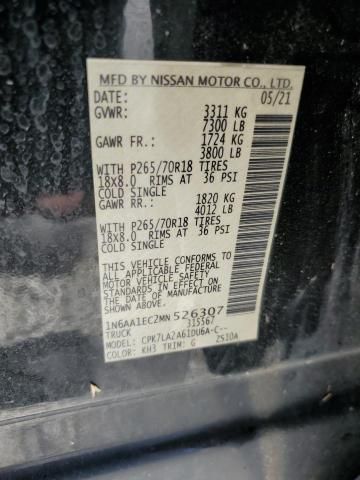 MFD BY NISSAN MOTOR CO., LTD.
DATE: 05/21
GVWR: 3311 KG
7300 LB
GAWR FR.: 1724 KG
3800 LB
WITH P265/70R18 TIRES
18X8.0 RIMS AT 36 PSI
COLD SINGLE
GAWR RR.: 1820 KG
4012 LB
WITH P265/70R18 TIRES
18X8.0 RIMS AT 36 PSI
COLD SINGLE
THIS VEHICLE CONFORMS TO
ALL APPLICABLE FEDERAL
MOTOR VEHICLE SAFETY
STANDARDS IN EFFECT ON
THE DATE OF MANUFACTURE
SHOWN ABOVE.
1N6AA1EC2MN526307
TRUCK 315567
MODEL: CPK7LA2A61DU6A-C--
COLOR: KH3 TRIM: G 2510A